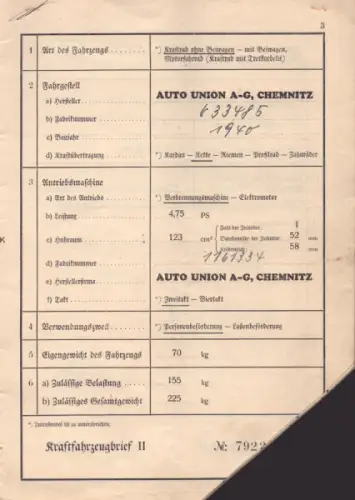 3
1 Art des Fahrzeugs *) Kraftrad ohne Beiwagen — mit Beiwagen,
Motorfahrrad (Kraftrad mit Tretkurbeln)
2 Fahrgestell
a) Hersteller AUTO UNION A-G, CHEMNITZ
b) Fabriknummer 633485
c) Baujahr 1940
d) Kraftübertragung *) Kardan — Kette — Riemen — Preßluft — Zahnräder
3 Antriebsmaschine
a) Art des Antriebs *) Verbrennungsmaschine — Elektromotor
b) Leistung 4,75 PS
c) Hubraum 123 cm³ Zahl der Zylinder 1
Durchmesser der Zylinder 52 mm
58 mm
d) Fabriknummer 1161334
e) Herstellerfirma AUTO UNION A-G, CHEMNITZ
f) Takt *) Zweitakt — Viertakt
4 Verwendungszweck *) Personenbeförderung — Lastenbeförderung
5 Eigengewicht des Fahrzeugs 70 kg
6 a) Zulässige Belastung 155 kg
b) Zulässiges Gesamtgewicht 225 kg
*) Zutreffendes ist zu unterstreichen.
Kraftfahrzeugbrief II № 7922